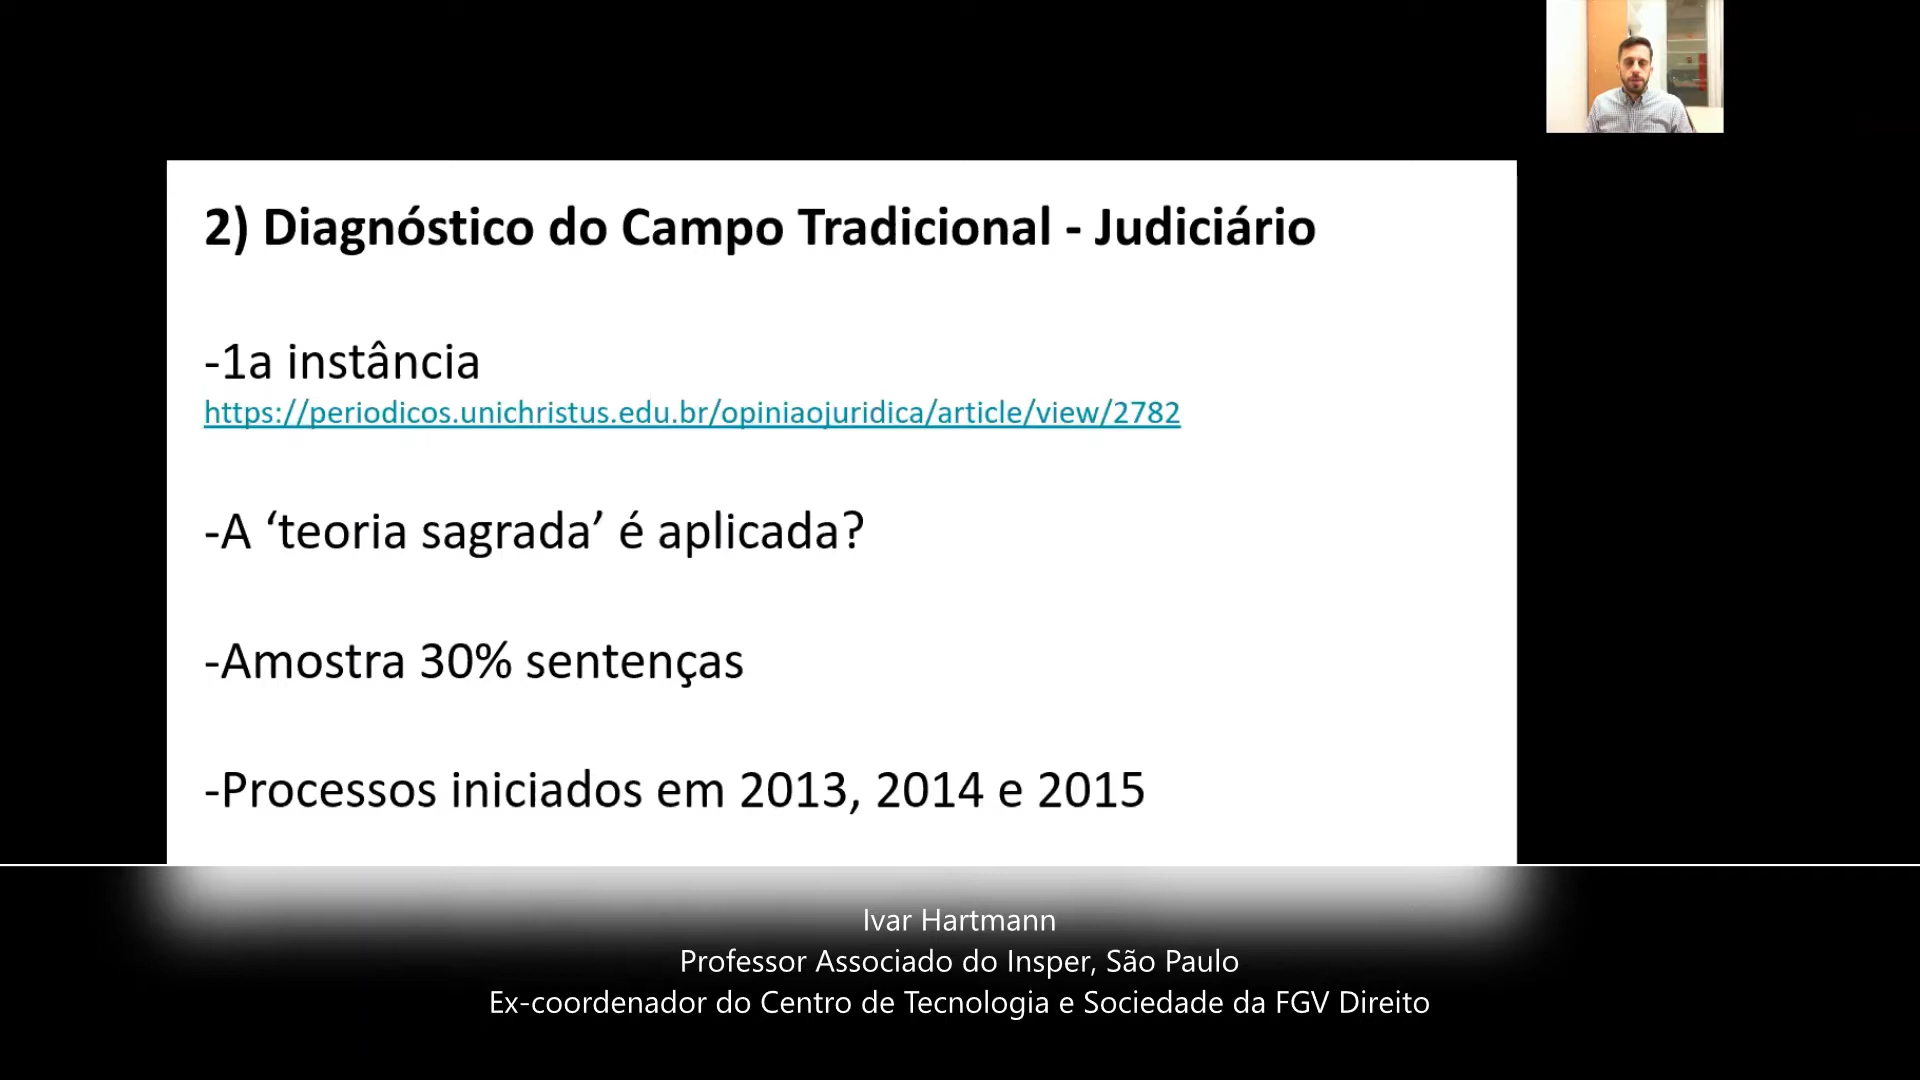 2) Diagnóstico do Campo Tradicional - Judiciário
-1a instância
https://periodicos.unichristus.edu.br/opiniaojuridica/article/view/2782
-A ‘teoria sagrada’ é aplicada?
-Amostra 30% sentenças
-Processos iniciados em 2013, 2014 e 2015
Ivar Hartmann
Professor Associado do Insper, São Paulo
Ex-coordenador do Centro de Tecnologia e Sociedade da FGV Direito